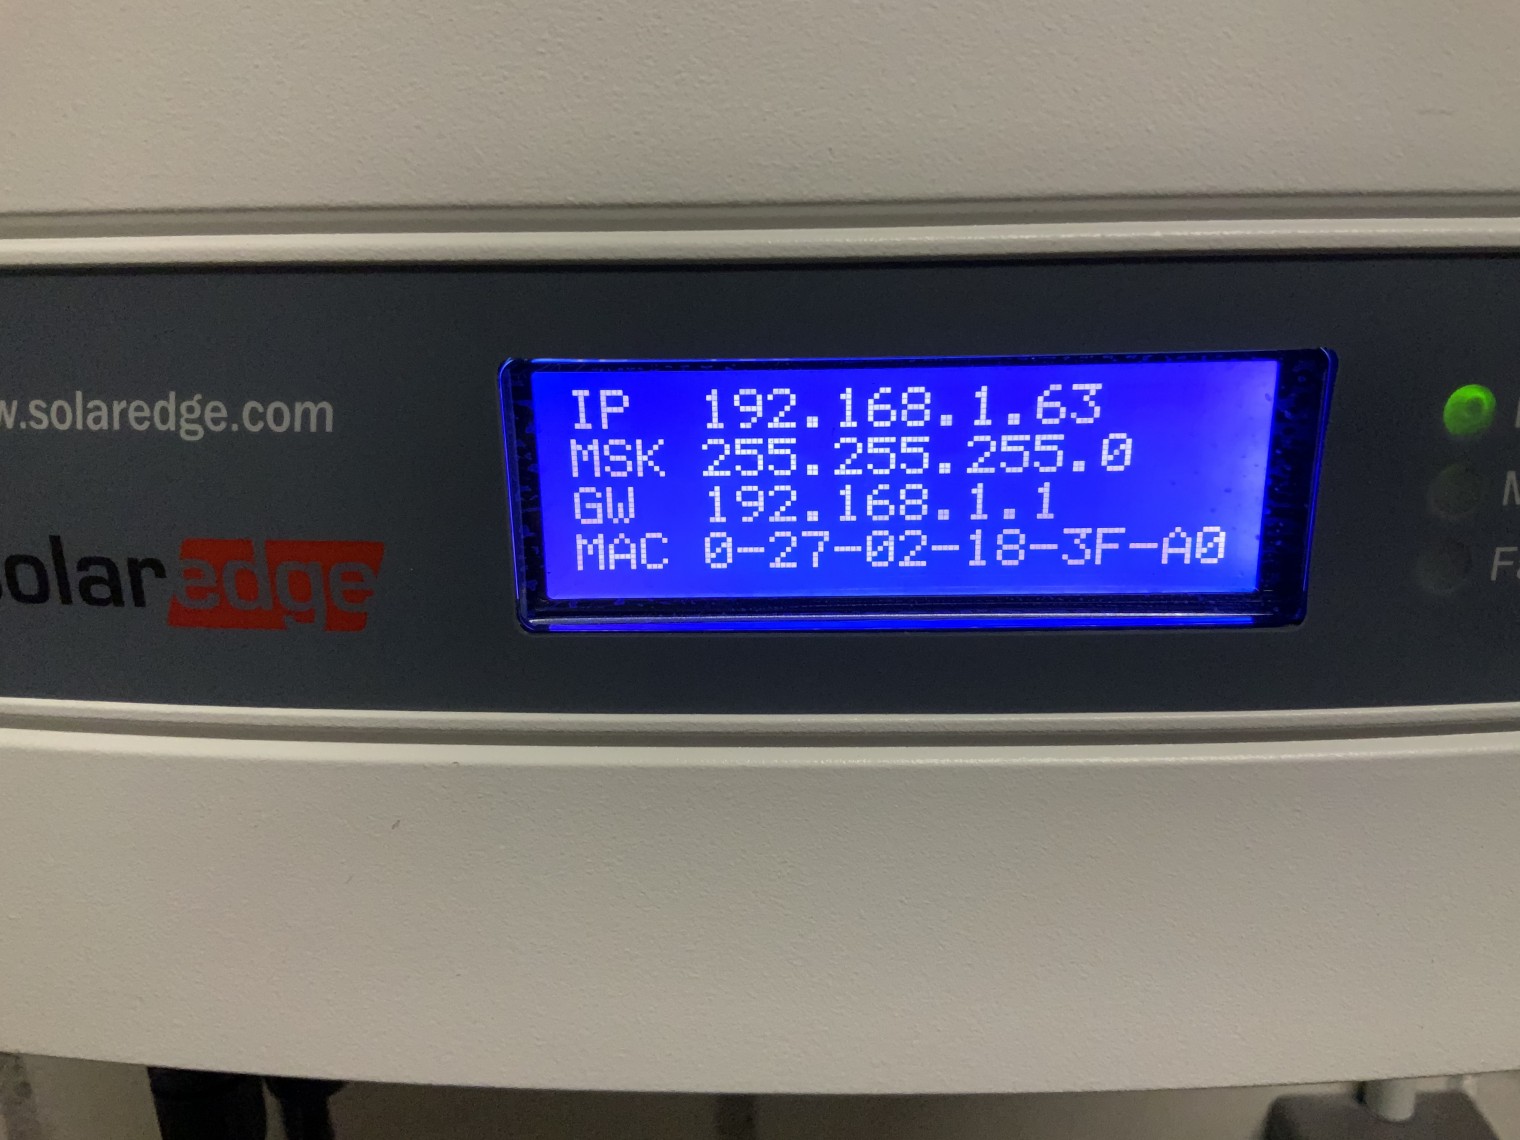 w.solaredge.com
solaredge
IP 192.168.1.63
MSK 255.255.255.0
GW 192.168.1.1
MAC 0-27-02-18-3F-A0